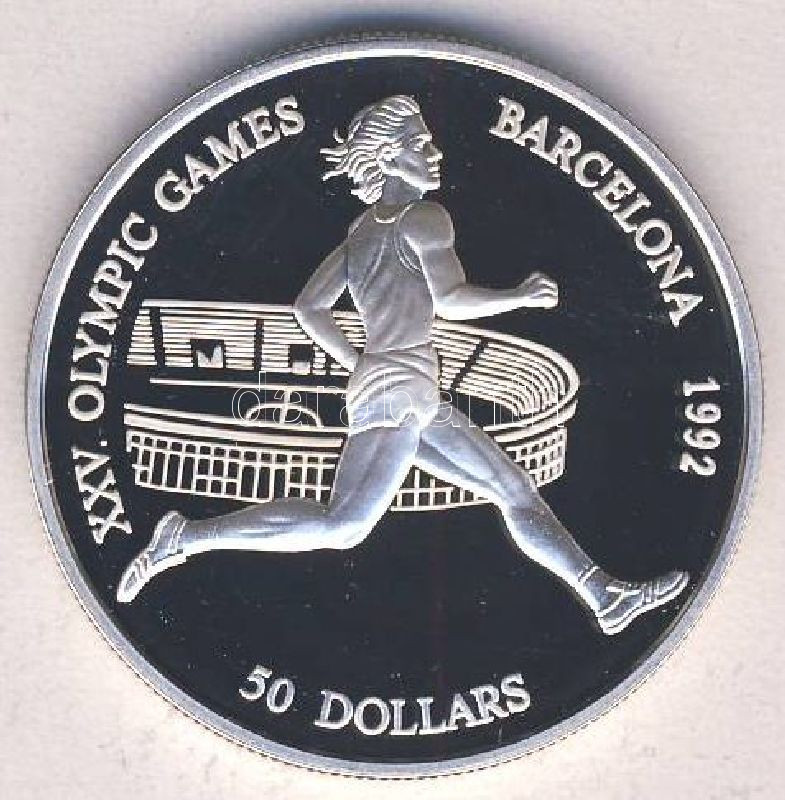 XXV. OLYMPIC GAMES
BARCELONA 1992
50 DOLLARS